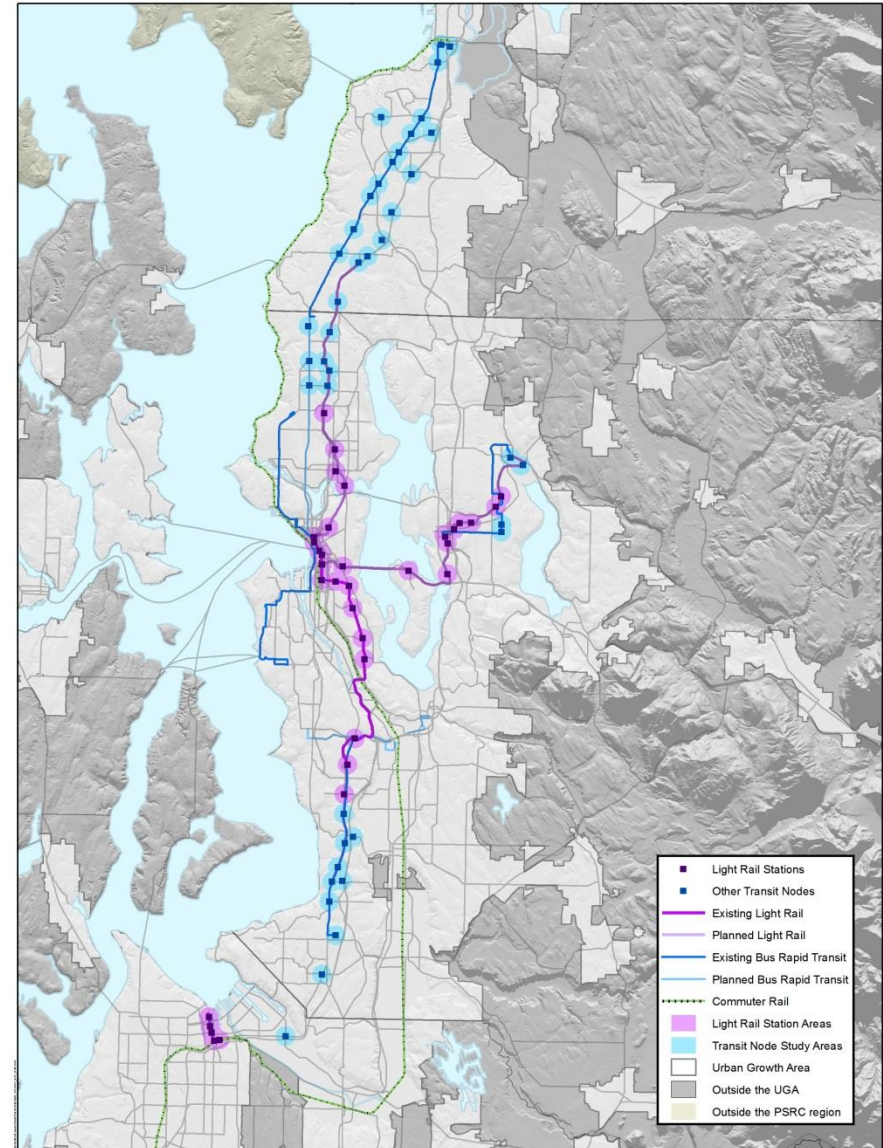 Light Rail Stations
Other Transit Nodes
Existing Light Rail
Planned Light Rail
Existing Bus Rapid Transit
Planned Bus Rapid Transit
Commuter Rail
Light Rail Station Areas
Transit Node Study Areas
Urban Growth Area
Outside the UGA
Outside the PSRC region